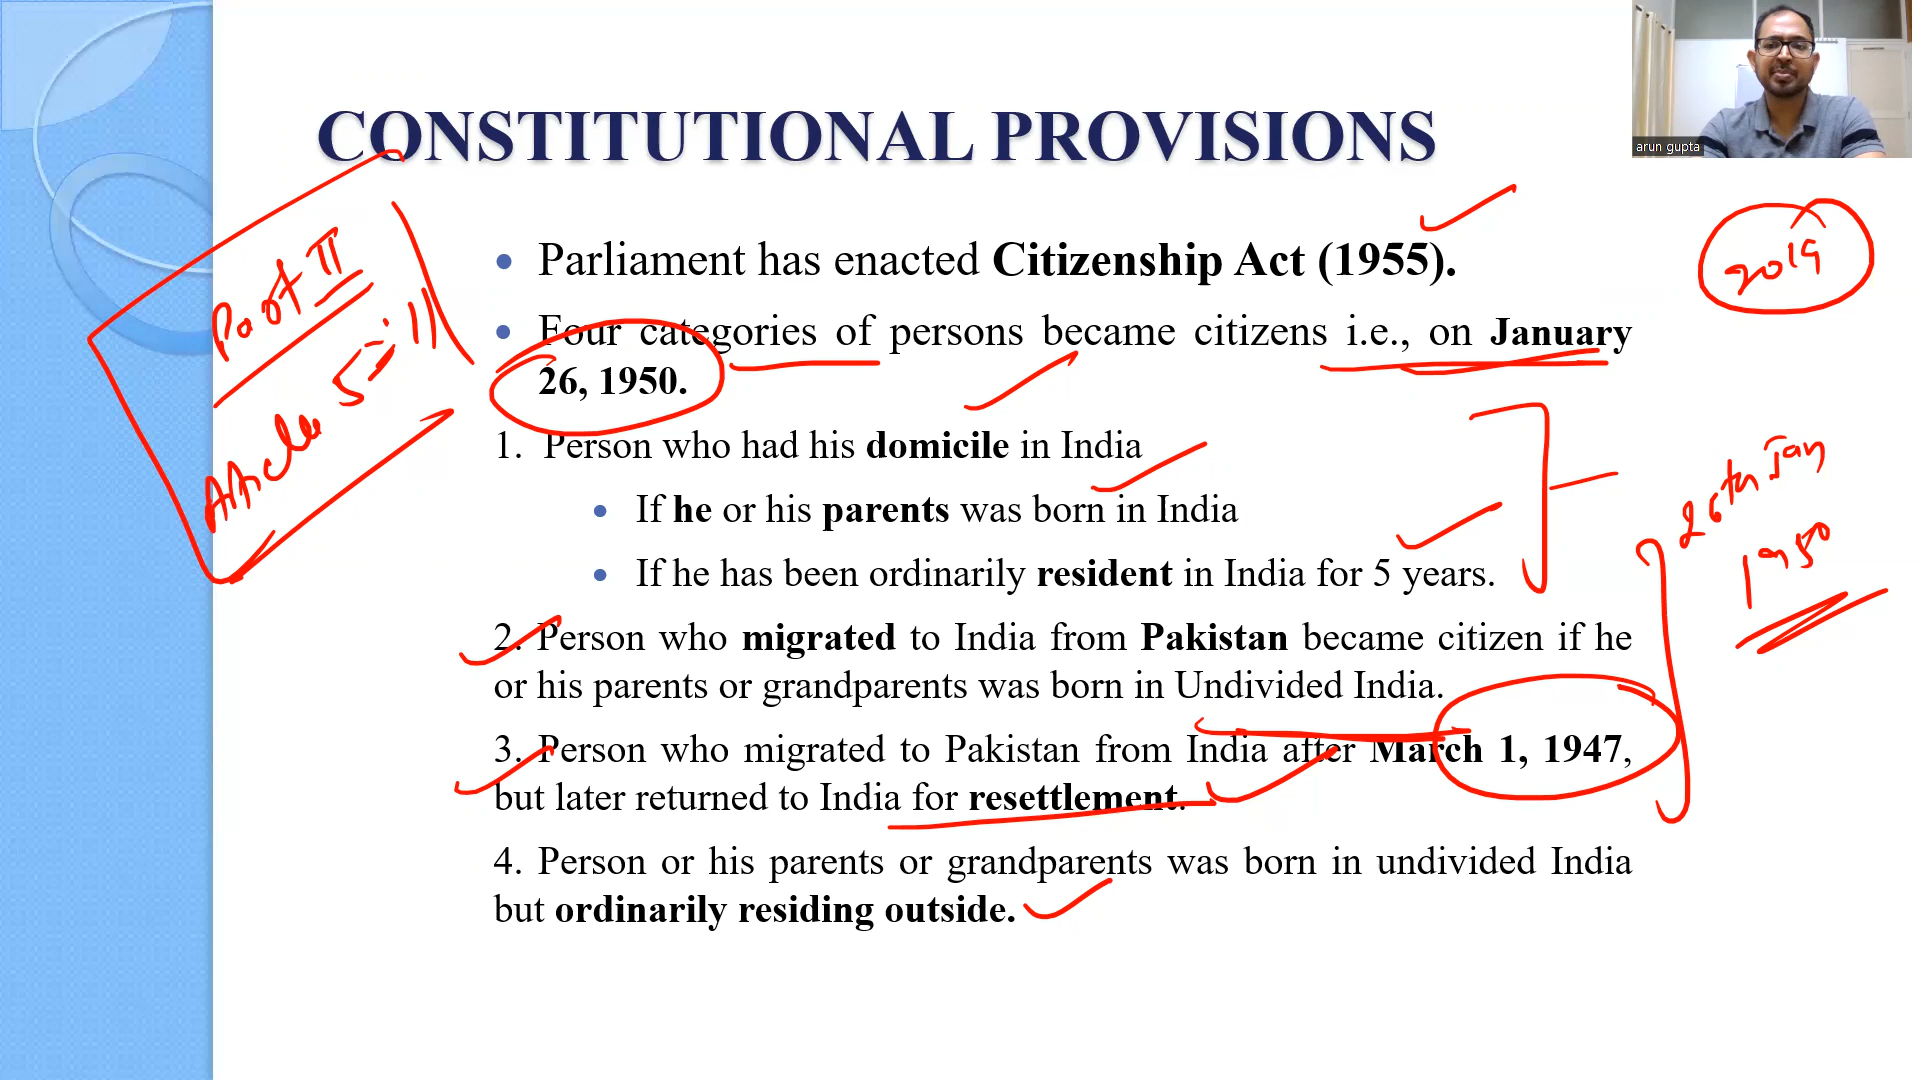 arun gupta
CONSTITUTIONAL PROVISIONS
• Parliament has enacted Citizenship Act (1955).
2019
• Four categories of persons became citizens i.e., on January
26, 1950.
Part II
Article 5-11
1. Person who had his domicile in India
• If he or his parents was born in India
• If he has been ordinarily resident in India for 5 years.
26th Jan
1950
2. Person who migrated to India from Pakistan became citizen if he
or his parents or grandparents was born in Undivided India.
3. Person who migrated to Pakistan from India after March 1, 1947,
but later returned to India for resettlement.
4. Person or his parents or grandparents was born in undivided India
but ordinarily residing outside.